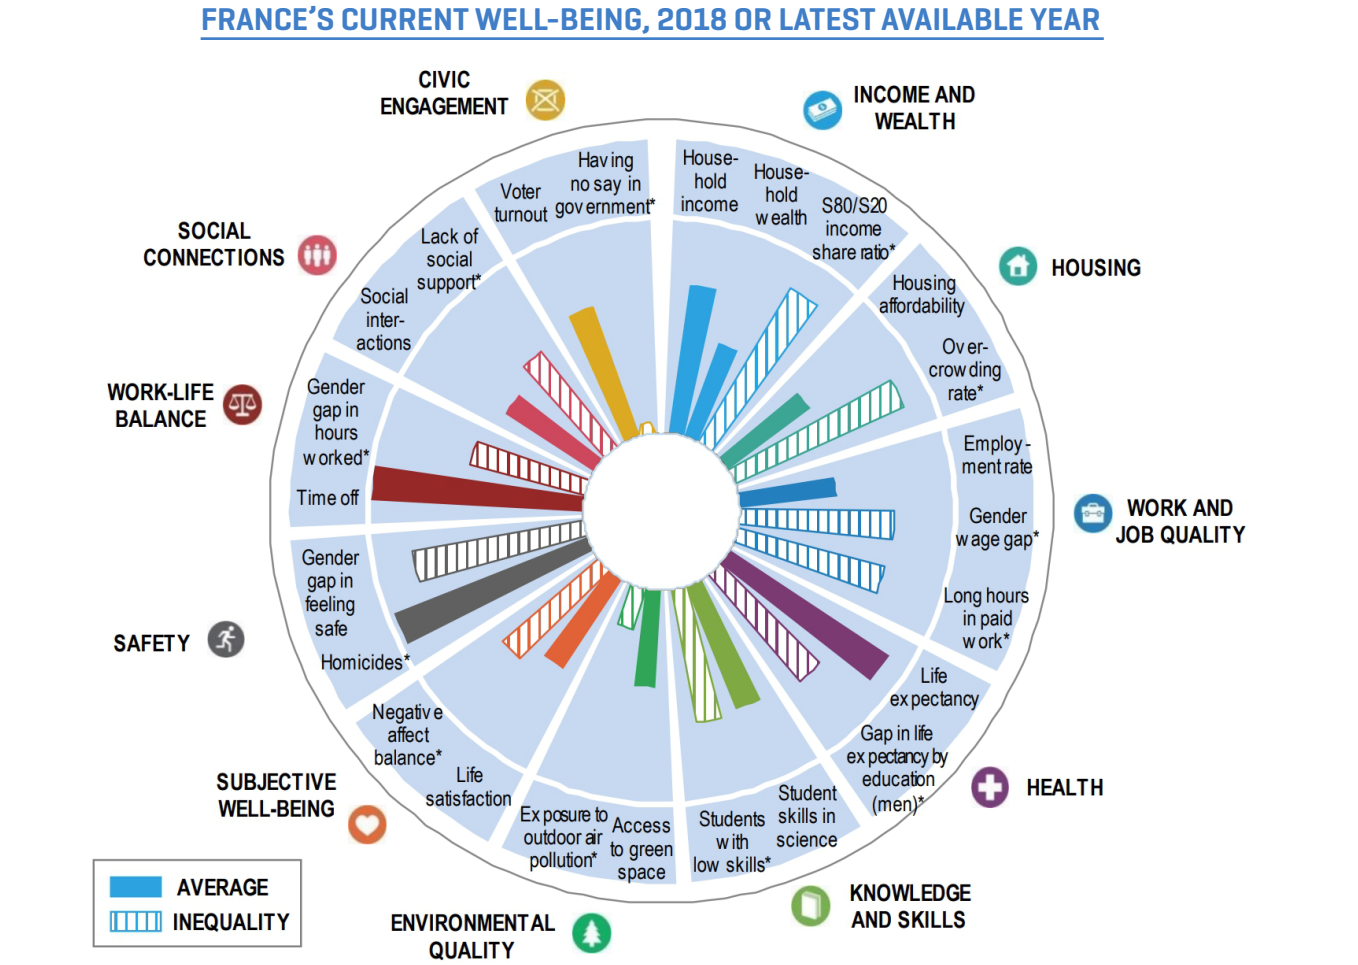 FRANCE'S CURRENT WELL-BEING, 2018 OR LATEST AVAILABLE YEAR
CIVIC
ENGAGEMENT
INCOME AND
WEALTH
SOCIAL
CONNECTIONS
HOUSING
WORK-LIFE
BALANCE
WORK AND
JOB QUALITY
SAFETY
HEALTH
SUBJECTIVE
WELL-BEING
KNOWLEDGE
AND SKILLS
ENVIRONMENTAL
QUALITY
House-
hold
income
House-
hold
wealth
S80/S20
income
share ratio*
Housing
affordability
Over-
crowding
rate*
Employ-
ment rate
Gender
wage gap*
Long hours
in paid
work*
Life
expectancy
Gap in life
expectancy by
education
(men)*
Student
skills in
science
Students
with
low skills*
Access
to green
space
Exposure to
outdoor air
pollution*
Life
satisfaction
Negative
affect
balance*
Homicides*
Gender
gap in
feeling
safe
Time off
Gender
gap in
hours
worked*
Social
inter-
actions
Lack of
social
support*
Voter
turnout
Having
no say in
government*
AVERAGE
INEQUALITY